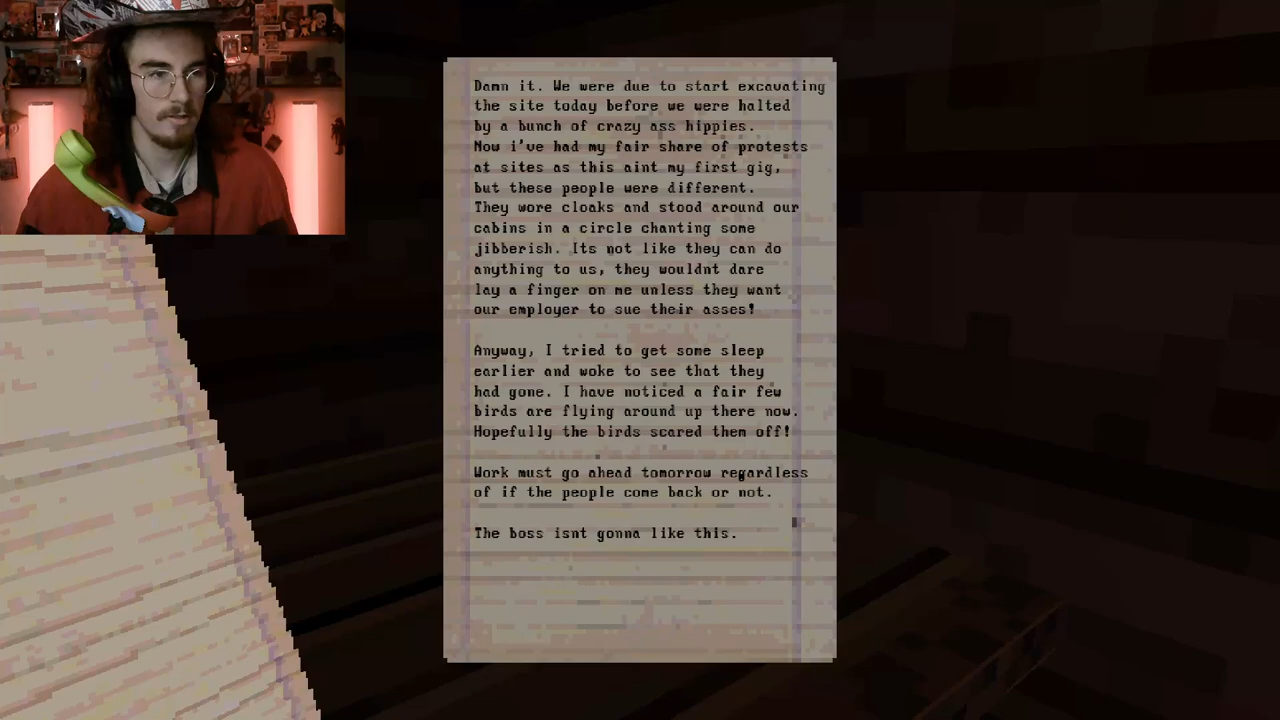 Damn it. We were due to start excavating
the site today before we were halted
by a bunch of crazy ass hippies.
Now i've had my fair share of protests
at sites as this aint my first gig,
but these people were different.
They wore cloaks and stood around our
cabins in a circle chanting some
jibberish. Its not like they can do
anything to us, they wouldnt dare
lay a finger on me unless they want
our employer to sue their asses!
Anyway, I tried to get some sleep
earlier and woke to see that they
had gone. I have noticed a fair few
birds are flying around up there now.
Hopefully the birds scared them off!
Work must go ahead tomorrow regardless
of if the people come back or not.
The boss isnt gonna like this.